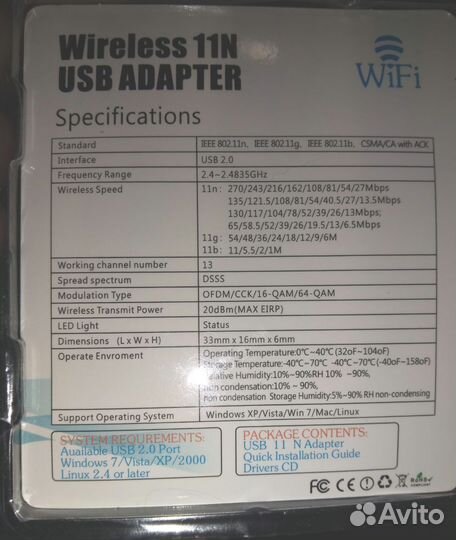 Wireless 11N
USB ADAPTER
WiFi
Specifications
Standard IEEE 802.11n, IEEE 802.11g, IEEE 802.11b, CSMA/CA with ACK
Interface USB 2.0
Frequency Range 2.4~2.4835GHz
Wireless Speed 11n: 270/243/216/162/108/81/54/27Mbps
135/121.5/108/81/54/40.5/27/13.5Mbps
130/117/104/78/52/39/26/13Mbps;
65/58.5/52/39/26/19.5/13/6.5Mbps
11g: 54/48/36/24/18/12/9/6M
11b: 11/5.5/2/1M
Working channel number 13
Spread spectrum DSSS
Modulation Type OFDM/CCK/16-QAM/64-QAM
Wireless Transmit Power 20dBm(MAX EIRP)
LED Light Status
Dimensions (L x W x H) 33mm x 16mm x 6mm
Operate Enroment Operating Temperature:0℃~40℃ (32oF~104oF)
Storage Temperature:-40℃~70℃ -40℃~70℃(-40oF~158oF)
Relative Humidity:10%~90%RH 10% ~90%,
non condensation:10% ~ 90%,
non condensation Storage Humidity:5%~90% RH non-condensing
Support Operating System Windows XP/Vista/Win 7/Mac/Linux
SYSTEM REQUIREMENTS:
Auailable USB 2.0 Port
Windows 7/Vista/XP/2000
Linux 2.4 or later
PACKAGE CONTENTS:
USB 11 N Adapter
Quick Installation Guide
Drivers CD
FC CE RoHS
COMPLIANT
Avito